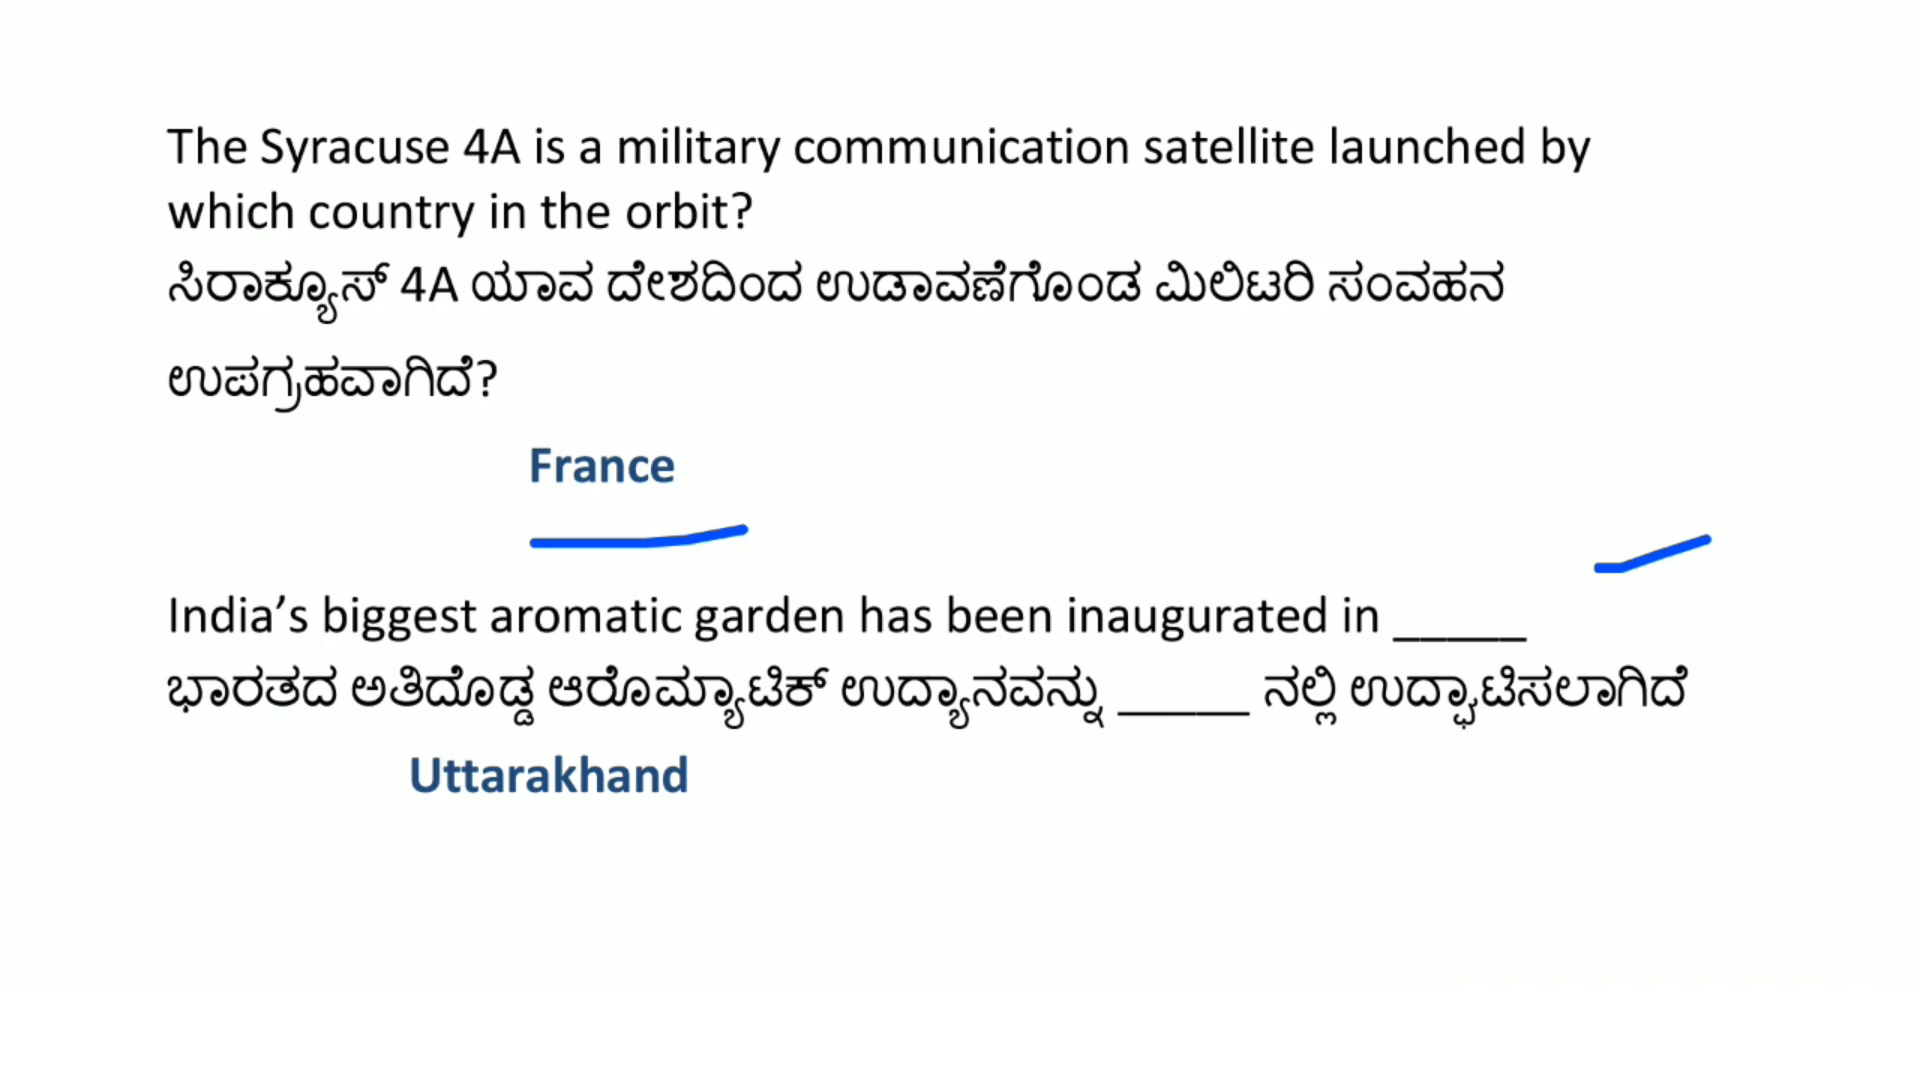 The Syracuse 4A is a military communication satellite launched by
which country in the orbit?
ಸಿರಾಕ್ಯೂಸ್ 4A ಯಾವ ದೇಶದಿಂದ ಉಡಾವಣೆಗೊಂಡ ಮಿಲಿಟರಿ ಸಂವಹನ
ಉಪಗ್ರಹವಾಗಿದೆ?
France
India’s biggest aromatic garden has been inaugurated in _____
ಭಾರತದ ಅತಿದೊಡ್ಡ ಆರೊಮ್ಯಾಟಿಕ್ ಉದ್ಯಾನವನ್ನು _____ ನಲ್ಲಿ ಉದ್ಘಾಟಿಸಲಾಗಿದೆ
Uttarakhand